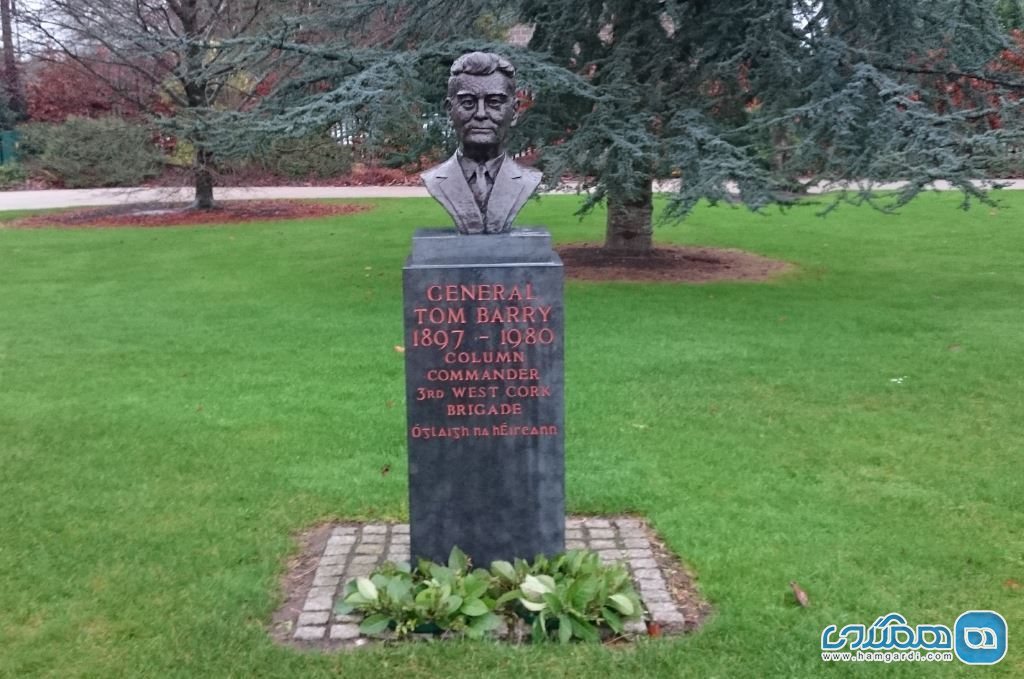 GENERAL
TOM BARRY
1897 - 1980
COLUMN
COMMANDER
3RD WEST CORK
BRIGADE
Óglaigh na hÉireann
همگردی
www.hamgardi.com